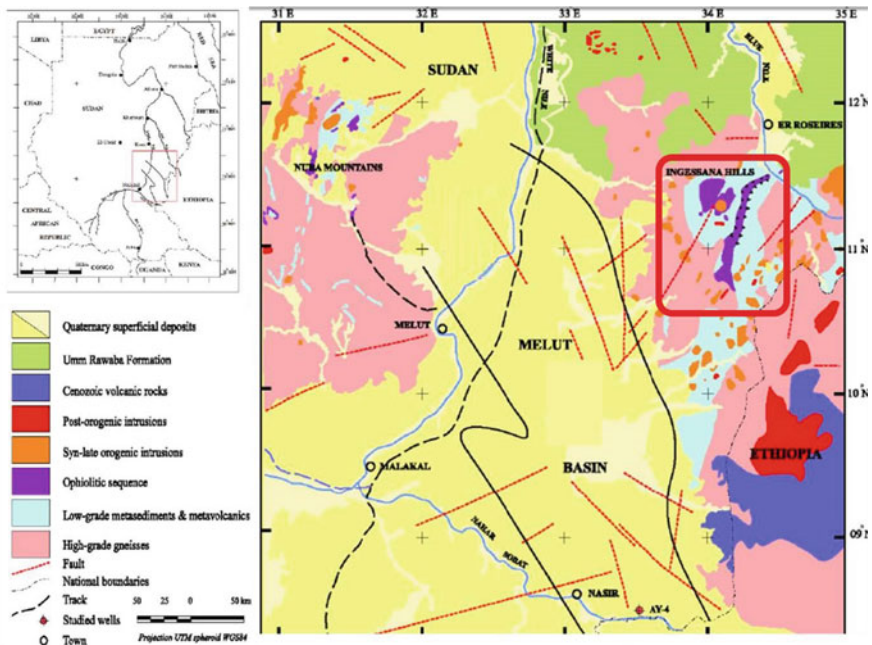 LIBYA
EGYPT
RED
SEA
CHAD
SUDAN
ERITREA
ETHIOPIA
CENTRAL
AFRICAN
REPUBLIC
CONGO
UGANDA
KENYA
31 E
32 E
33 E
34 E
35 E
12 N
11 N
10 N
09 N
SUDAN
WHITE
NILE
BLUE
NILE
ER ROSEIRES
NUBA MOUNTAINS
INGESSANA HILLS
MELUT
MELUT
MALAKAL
BASIN
ETHIOPIA
NAHAR
SOBAT
NASIR
AY-4
Quaternary superficial deposits
Umm Rawaba Formation
Cenozoic volcanic rocks
Post-orogenic intrusions
Syn-late orogenic intrusions
Ophiolitic sequence
Low-grade metasediments & metavolcanics
High-grade gneisses
Fault
National boundaries
Track
Studied wells
Town
50 25 0 50 km
Projection UTM spheroid WGS84